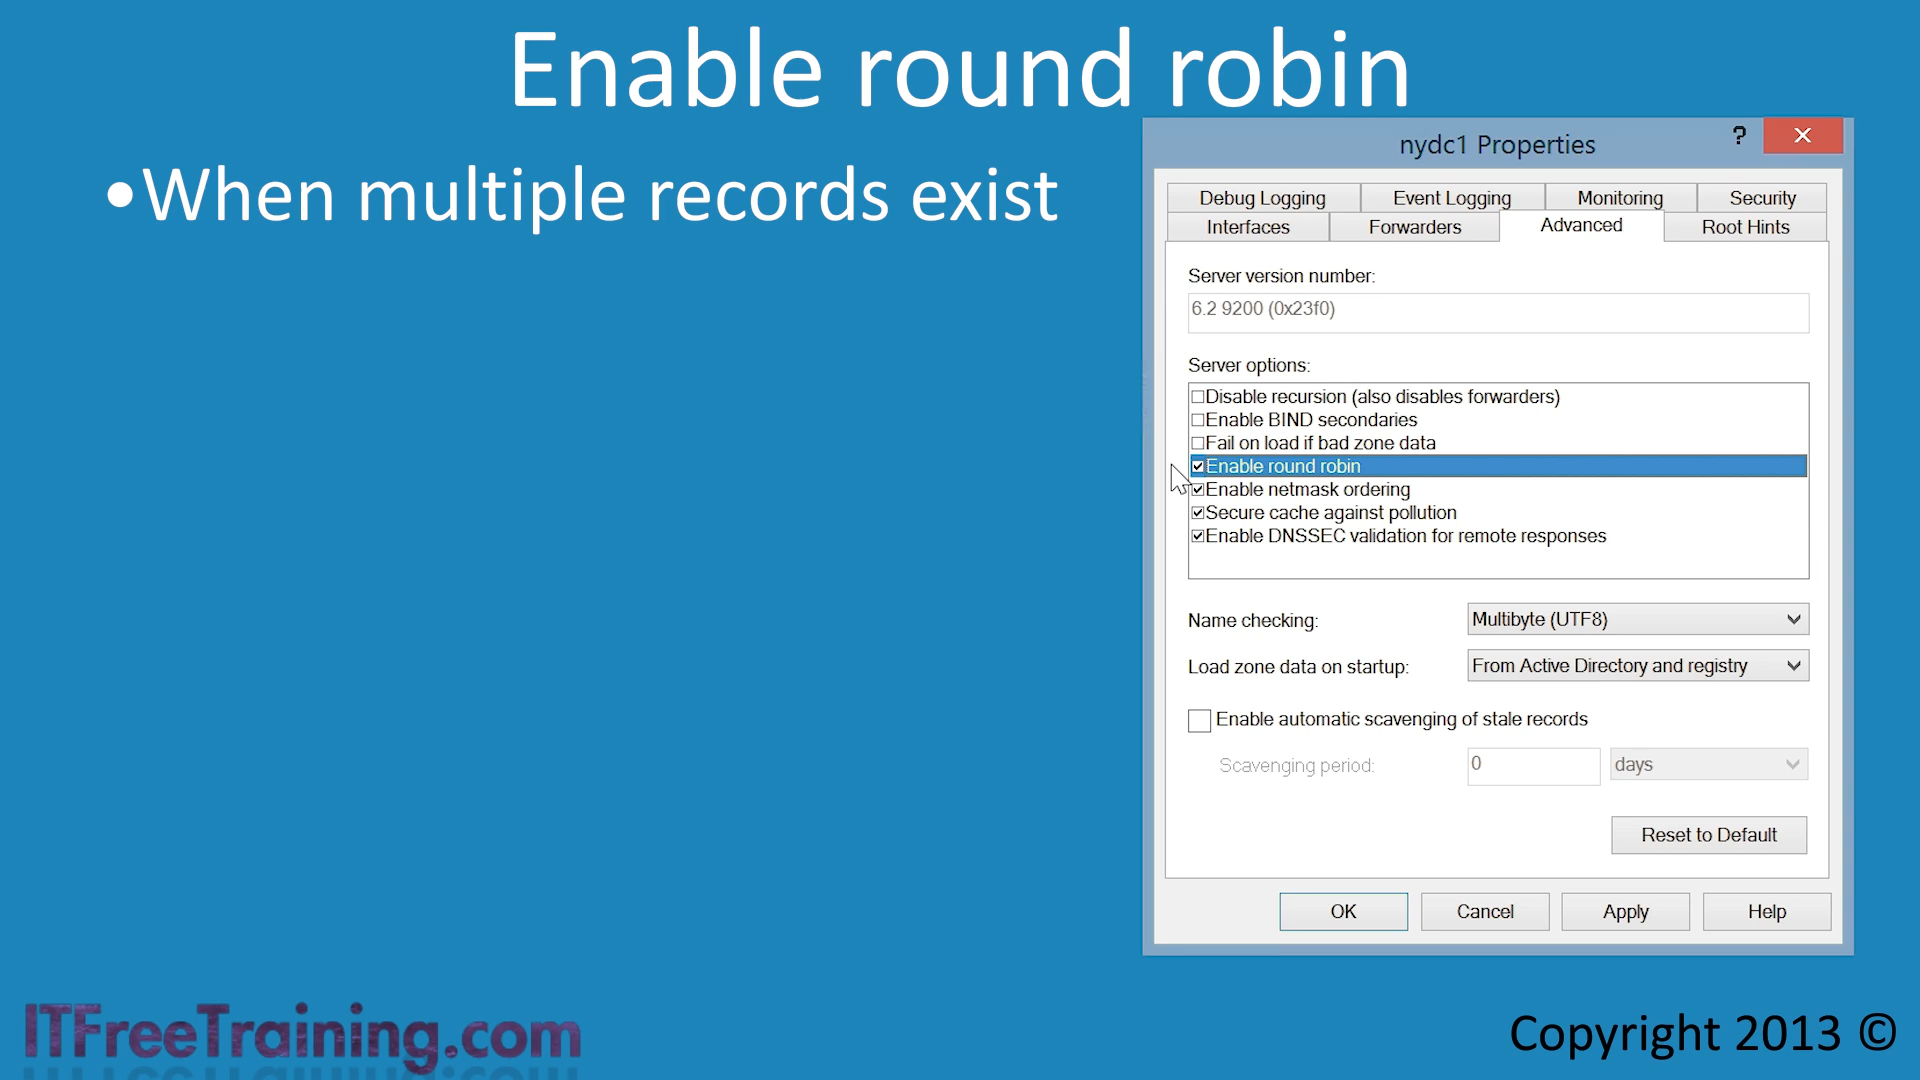 Enable round robin
•When multiple records exist
nydc1 Properties
?
Debug Logging
Event Logging
Monitoring
Security
Interfaces
Forwarders
Advanced
Root Hints
Server version number:
6.2 9200 (0x23f0)
Server options:
Disable recursion (also disables forwarders)
Enable BIND secondaries
Fail on load if bad zone data
Enable round robin
Enable netmask ordering
Secure cache against pollution
Enable DNSSEC validation for remote responses
Name checking:
Multibyte (UTF8)
Load zone data on startup:
From Active Directory and registry
Enable automatic scavenging of stale records
Scavenging period:
0
days
Reset to Default
OK
Cancel
Apply
Help
ITFreeTraining.com
Copyright 2013 ©